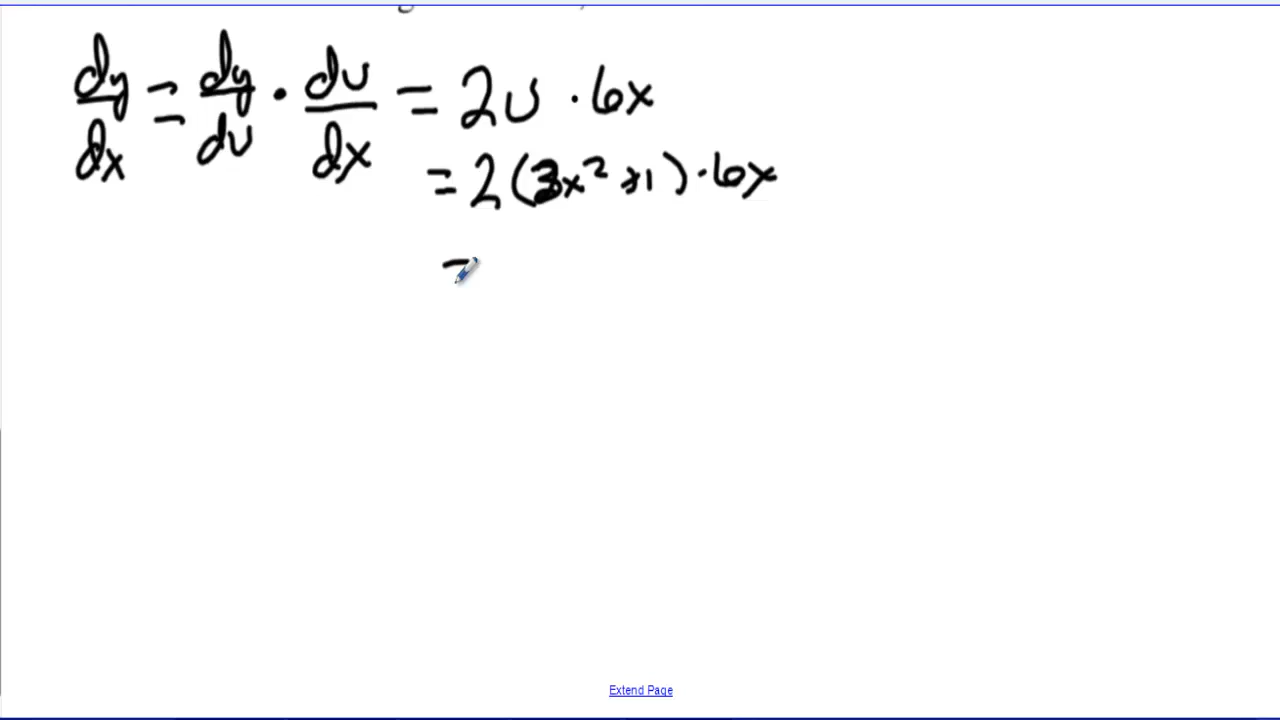 dy/dx = dy/du · du/dx = 2u · 6x
= 2(3x² + 1) · 6x
=
Extend Page